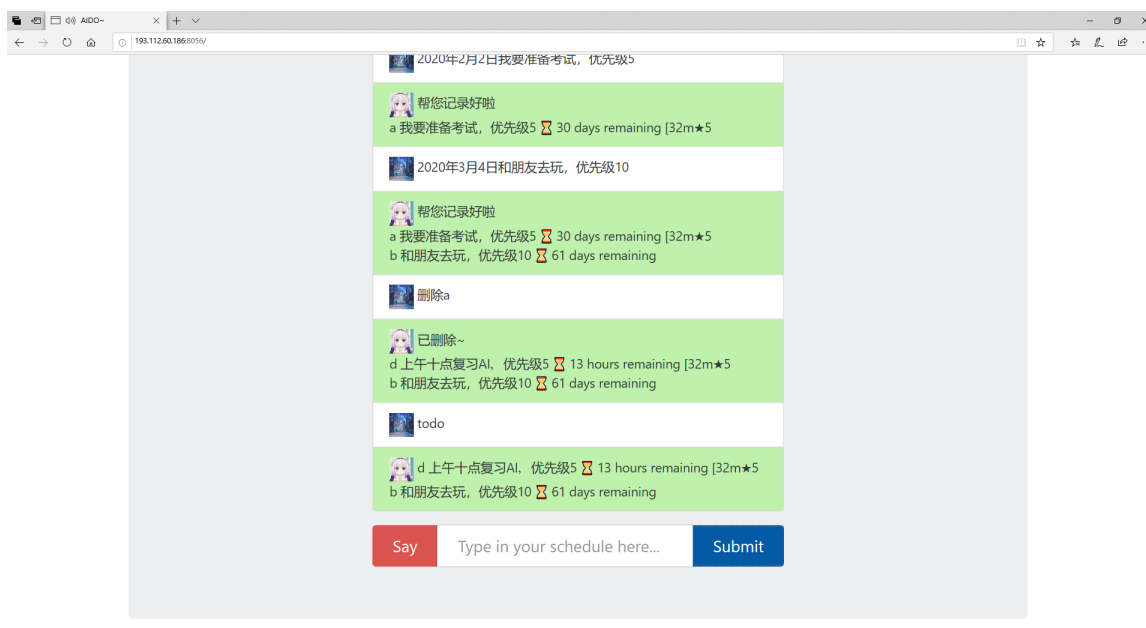 AIDO~
193.112.60.186:8056/
2020年2月2日我要准备考试，优先级5
帮您记录好啦
a 我要准备考试，优先级5 ⌛ 30 days remaining [32m★5
2020年3月4日和朋友去玩，优先级10
帮您记录好啦
a 我要准备考试，优先级5 ⌛ 30 days remaining [32m★5
b 和朋友去玩，优先级10 ⌛ 61 days remaining
删除a
已删除~
d 上午十点复习AI，优先级5 ⌛ 13 hours remaining [32m★5
b 和朋友去玩，优先级10 ⌛ 61 days remaining
todo
d 上午十点复习AI，优先级5 ⌛ 13 hours remaining [32m★5
b 和朋友去玩，优先级10 ⌛ 61 days remaining
Say Type in your schedule here... Submit